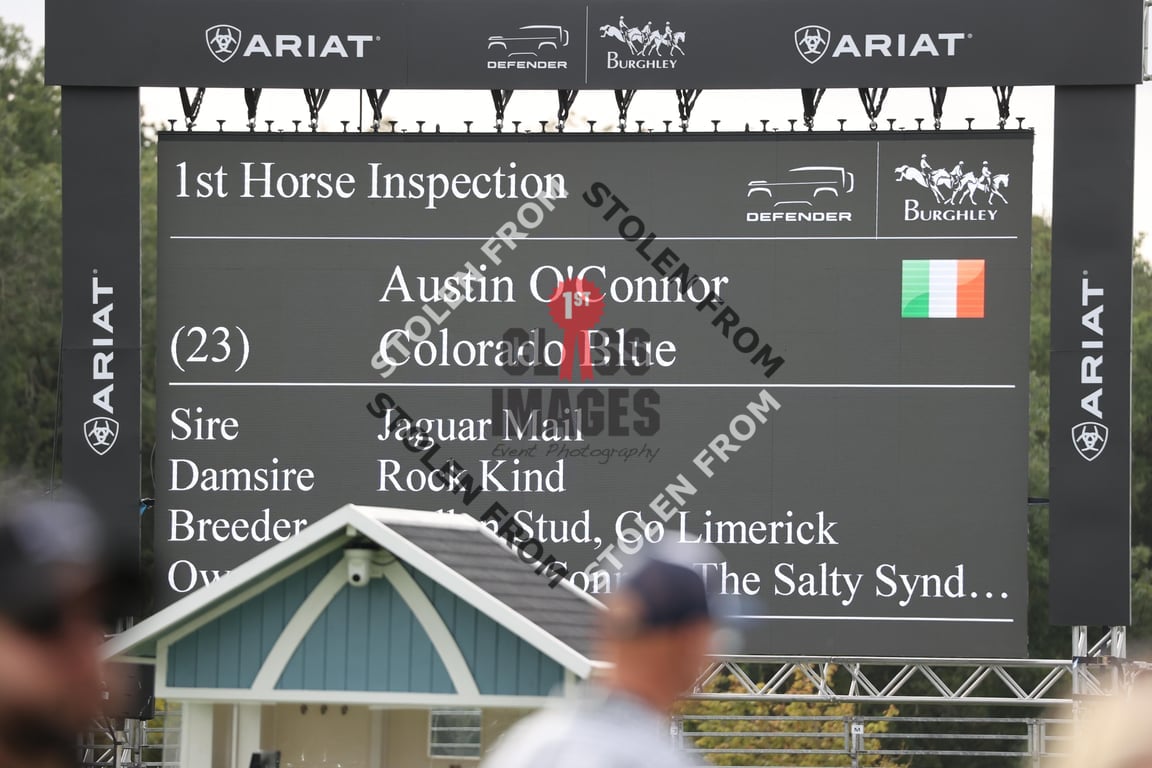 ARIAT
DEFENDER
BURGHLEY
ARIAT
1st Horse Inspection
DEFENDER
BURGHLEY
Austin O'Connor
(23) Colorado Blue
Sire Jaguar Mail
Damsire Rock Kind
Breeder Stud, Co Limerick
The Salty Synd...
ARIAT
ARIAT
STOLEN FROM
STOLEN FROM
STOLEN FROM
STOLEN FROM
1ST
CLASS
IMAGES
Event Photography